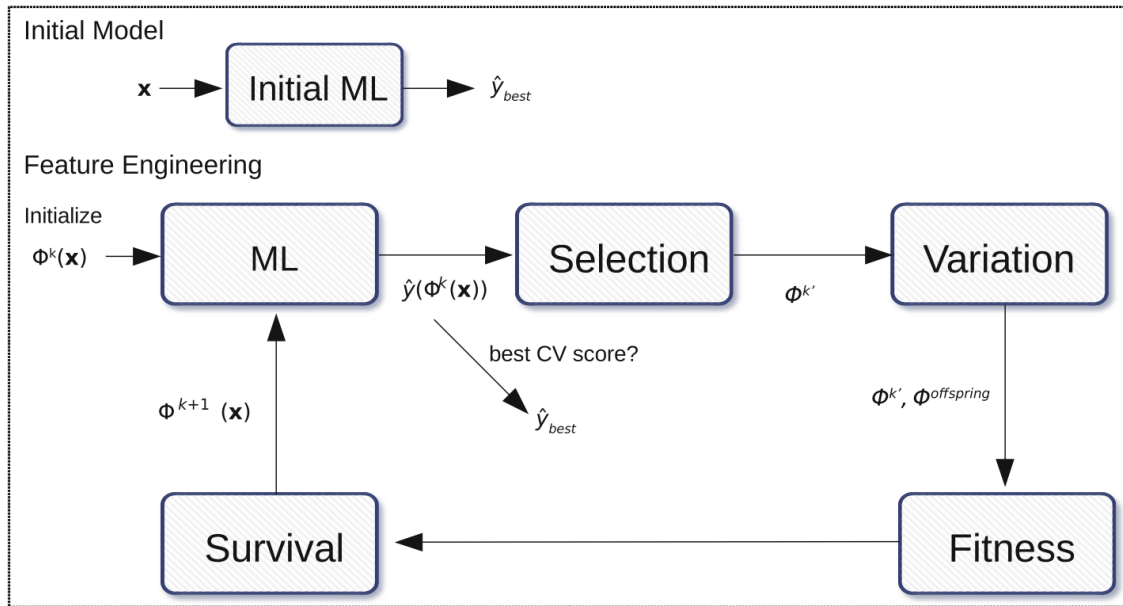 Initial Model
x
Initial ML
ŷ_best
Feature Engineering
Initialize
Φ^k(x)
ML
ŷ(Φ^k(x))
Selection
Φ^k'
Variation
best CV score?
ŷ_best
Φ^k', Φ^offspring
Φ^k+1 (x)
Survival
Fitness